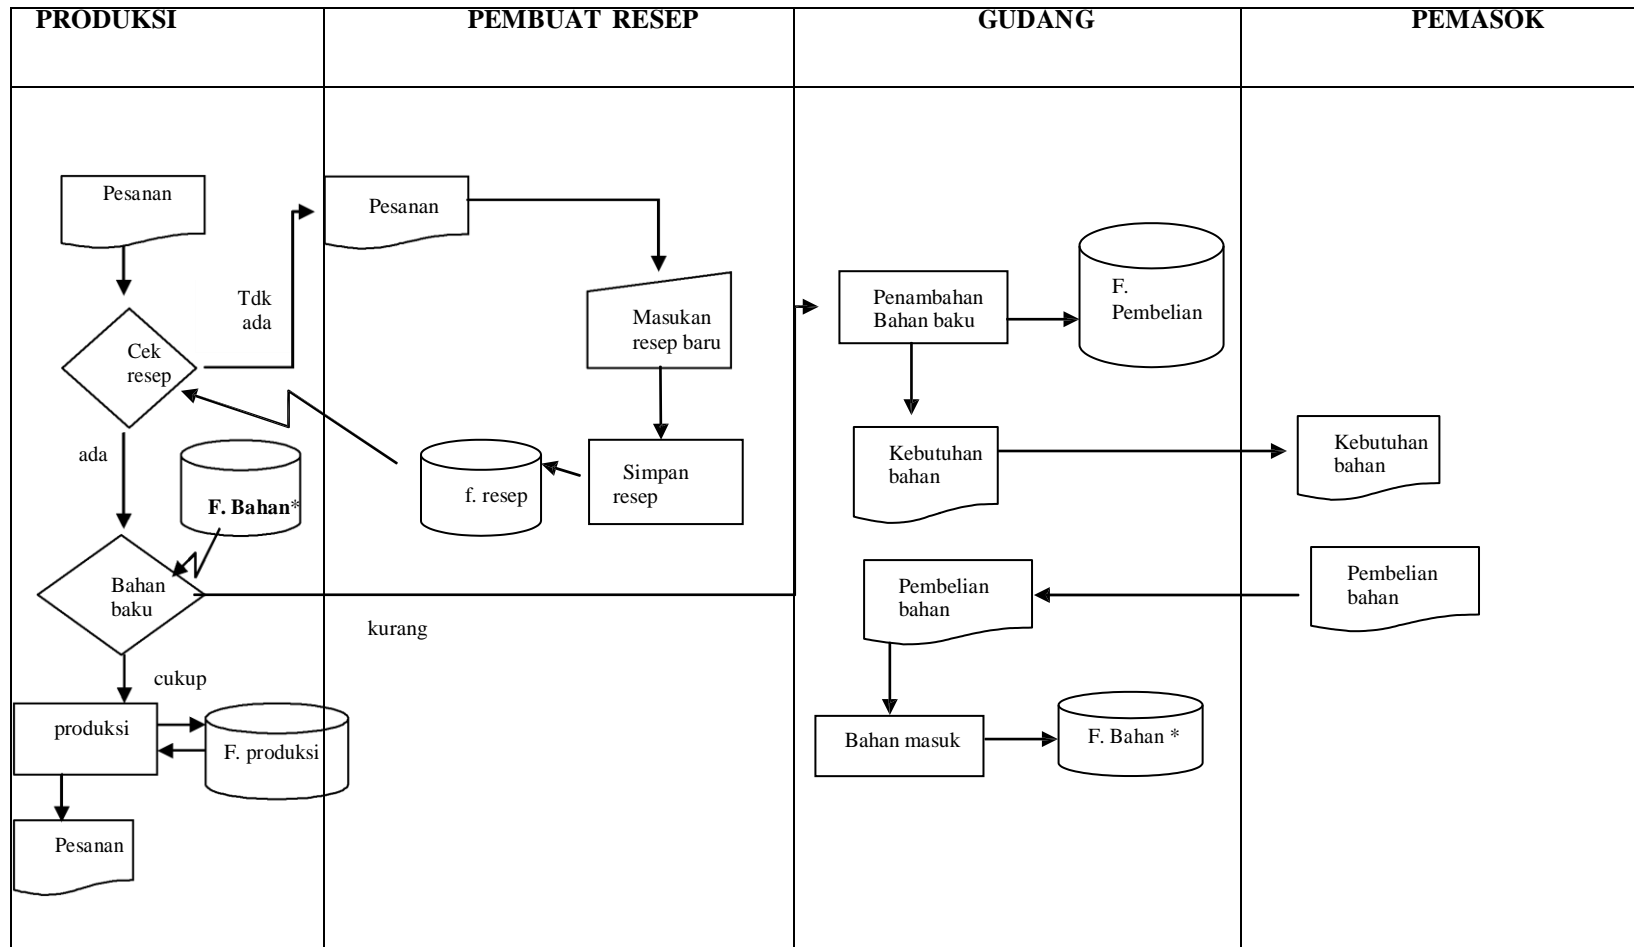 PRODUKSI
PEMBUAT RESEP
GUDANG
PEMASOK
Pesanan
Cek
resep
Tdk
ada
ada
F. Bahan*
Bahan
baku
kurang
cukup
produksi
F. produksi
Pesanan
Pesanan
Masukan
resep baru
Simpan
resep
f. resep
Penambahan
Bahan baku
F.
Pembelian
Kebutuhan
bahan
Pembelian
bahan
Bahan masuk
F. Bahan *
Kebutuhan
bahan
Pembelian
bahan